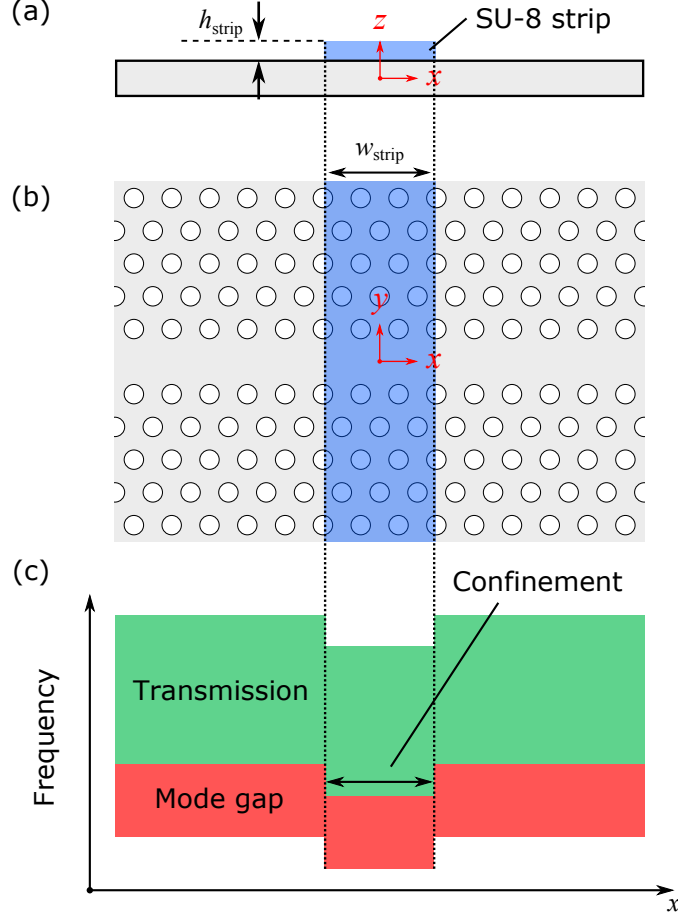 (a)
h_strip
SU-8 strip
z
x
w_strip
(b)
y
x
(c)
Confinement
Frequency
Transmission
Mode gap
x